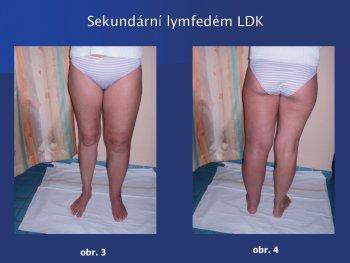 Sekundární lymfedém LDK
obr. 3
obr. 4